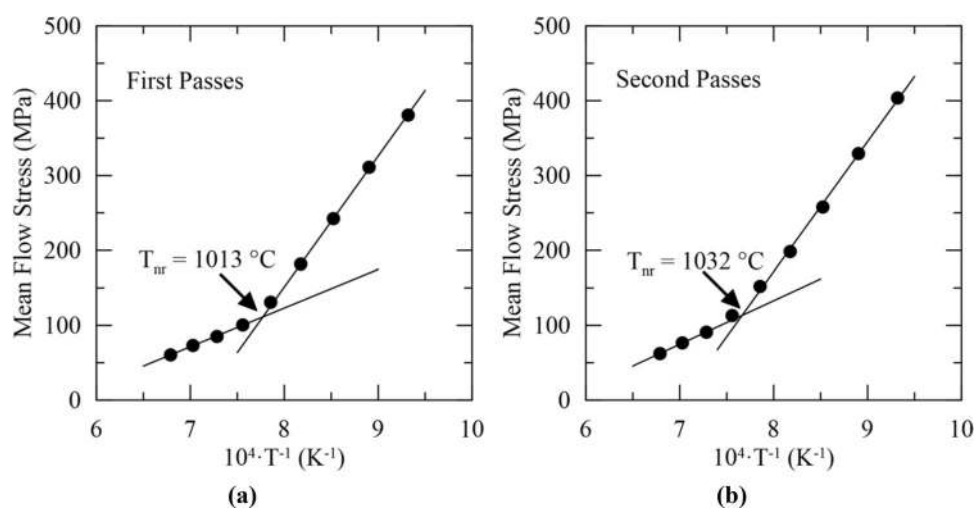 500
400
300
200
100
0
Mean Flow Stress (MPa)
First Passes
Tnr = 1013 °C
6 7 8 9 10
10⁴·T⁻¹ (K⁻¹)
(a)
500
400
300
200
100
0
Mean Flow Stress (MPa)
Second Passes
Tnr = 1032 °C
6 7 8 9 10
10⁴·T⁻¹ (K⁻¹)
(b)